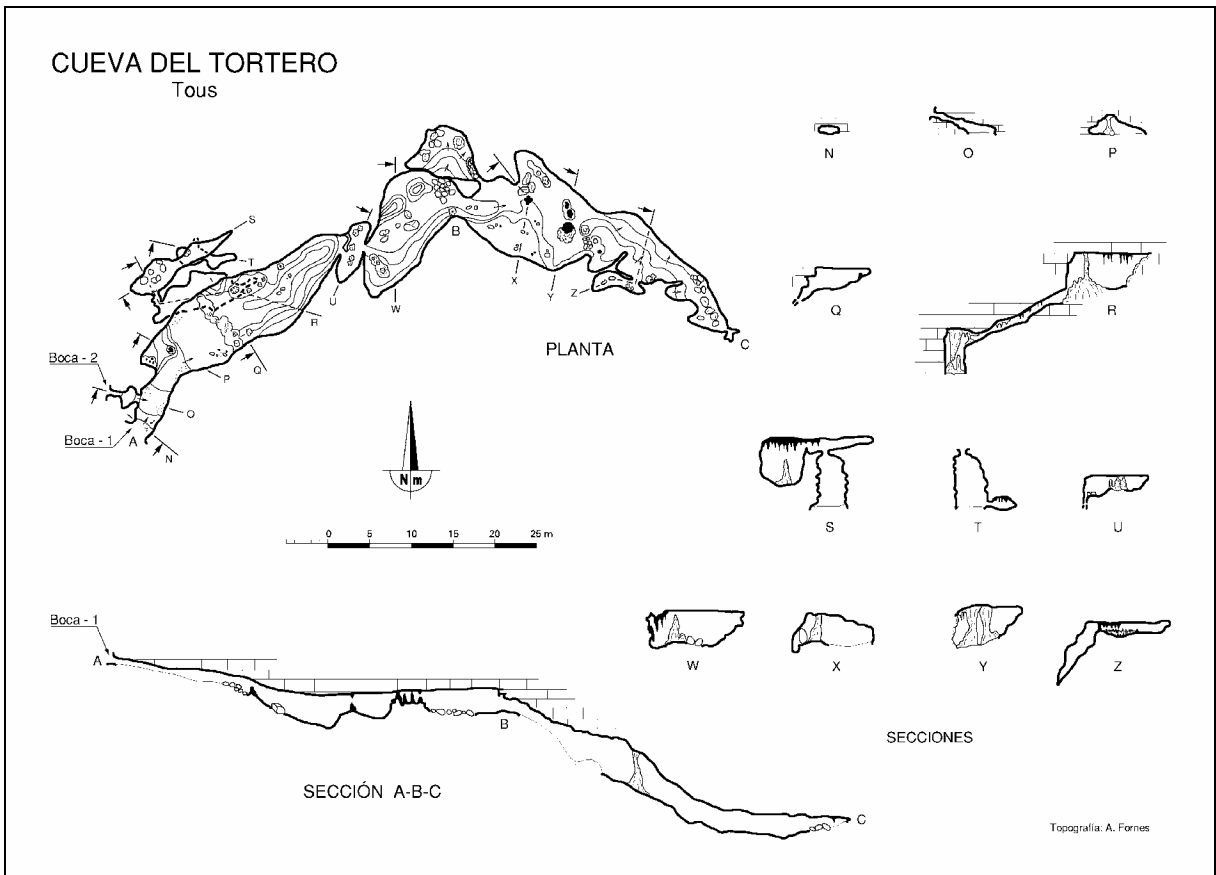 CUEVA DEL TORTERO
Tous
N
O
P
S
T
B
U
X
Y
Z
W
R
Q
P
O
N
C
Boca - 2
Boca - 1
A
PLANTA
Q
R
N m
0 5 10 15 20 25 m
S
T
U
W
X
Y
Z
Boca - 1
A
B
C
SECCIÓN A-B-C
SECCIONES
Topografía: A. Fornes